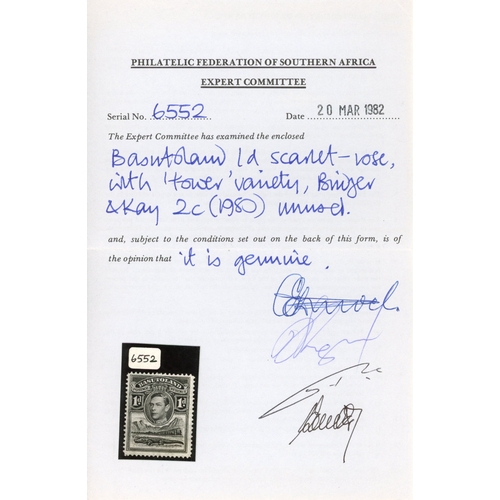 PHILATELIC FEDERATION OF SOUTHERN AFRICA
EXPERT COMMITTEE
Serial No. 6552 Date 20 MAR 1982
The Expert Committee has examined the enclosed
Basutoland 1d scarlet-rose,
with 'tower' variety, Bridger
& Kay 2c (1980) unused.
and, subject to the conditions set out on the back of this form, is of
the opinion that it is genuine.
6552
BASUTOLAND
1D 1D